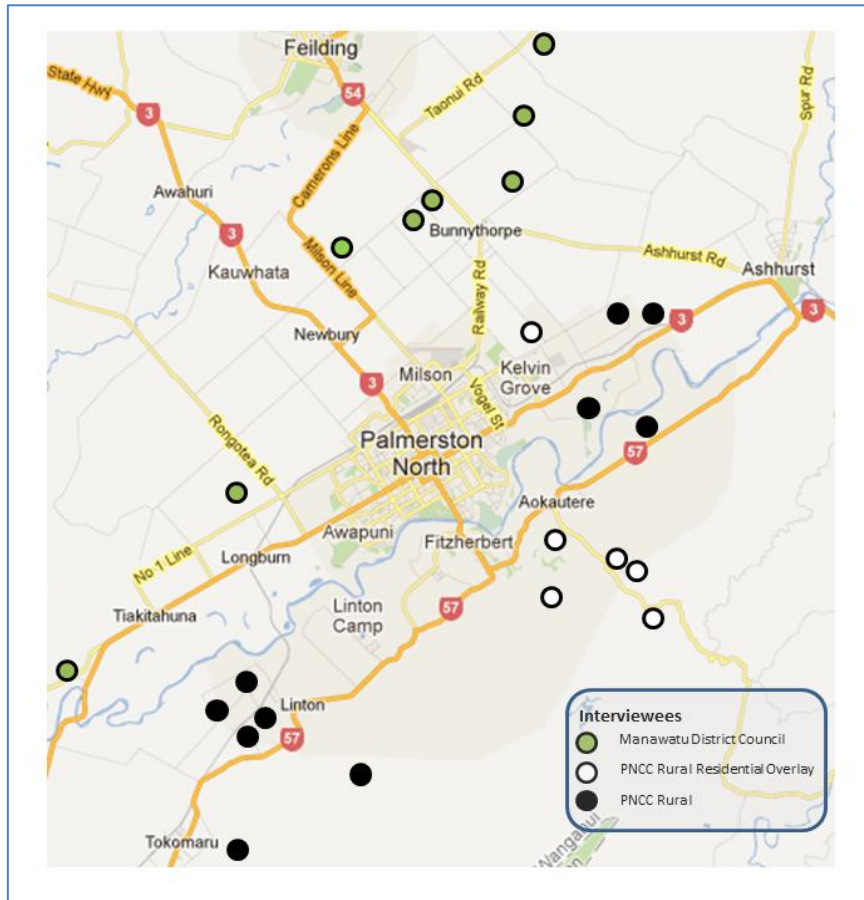 Feilding
State Hwy
3
54
Taonui Rd
Spur Rd
Camerons Line
Awahuri
3
Bunnythorpe
Milson Line
Kauwhata
Railway Rd
Ashhurst Rd
Ashhurst
3
3
Newbury
Milson
Kelvin
Grove
3
Vogel St
Rongotea Rd
Palmerston
North
57
Aokautere
Awapuni
Fitzherbert
Longburn
No 1 Line
Linton
Camp
57
Tiakitahuna
Linton
57
Interviewees
Manawatu District Council
PNCC Rural Residential Overlay
PNCC Rural
Tokomaru
Wanganui